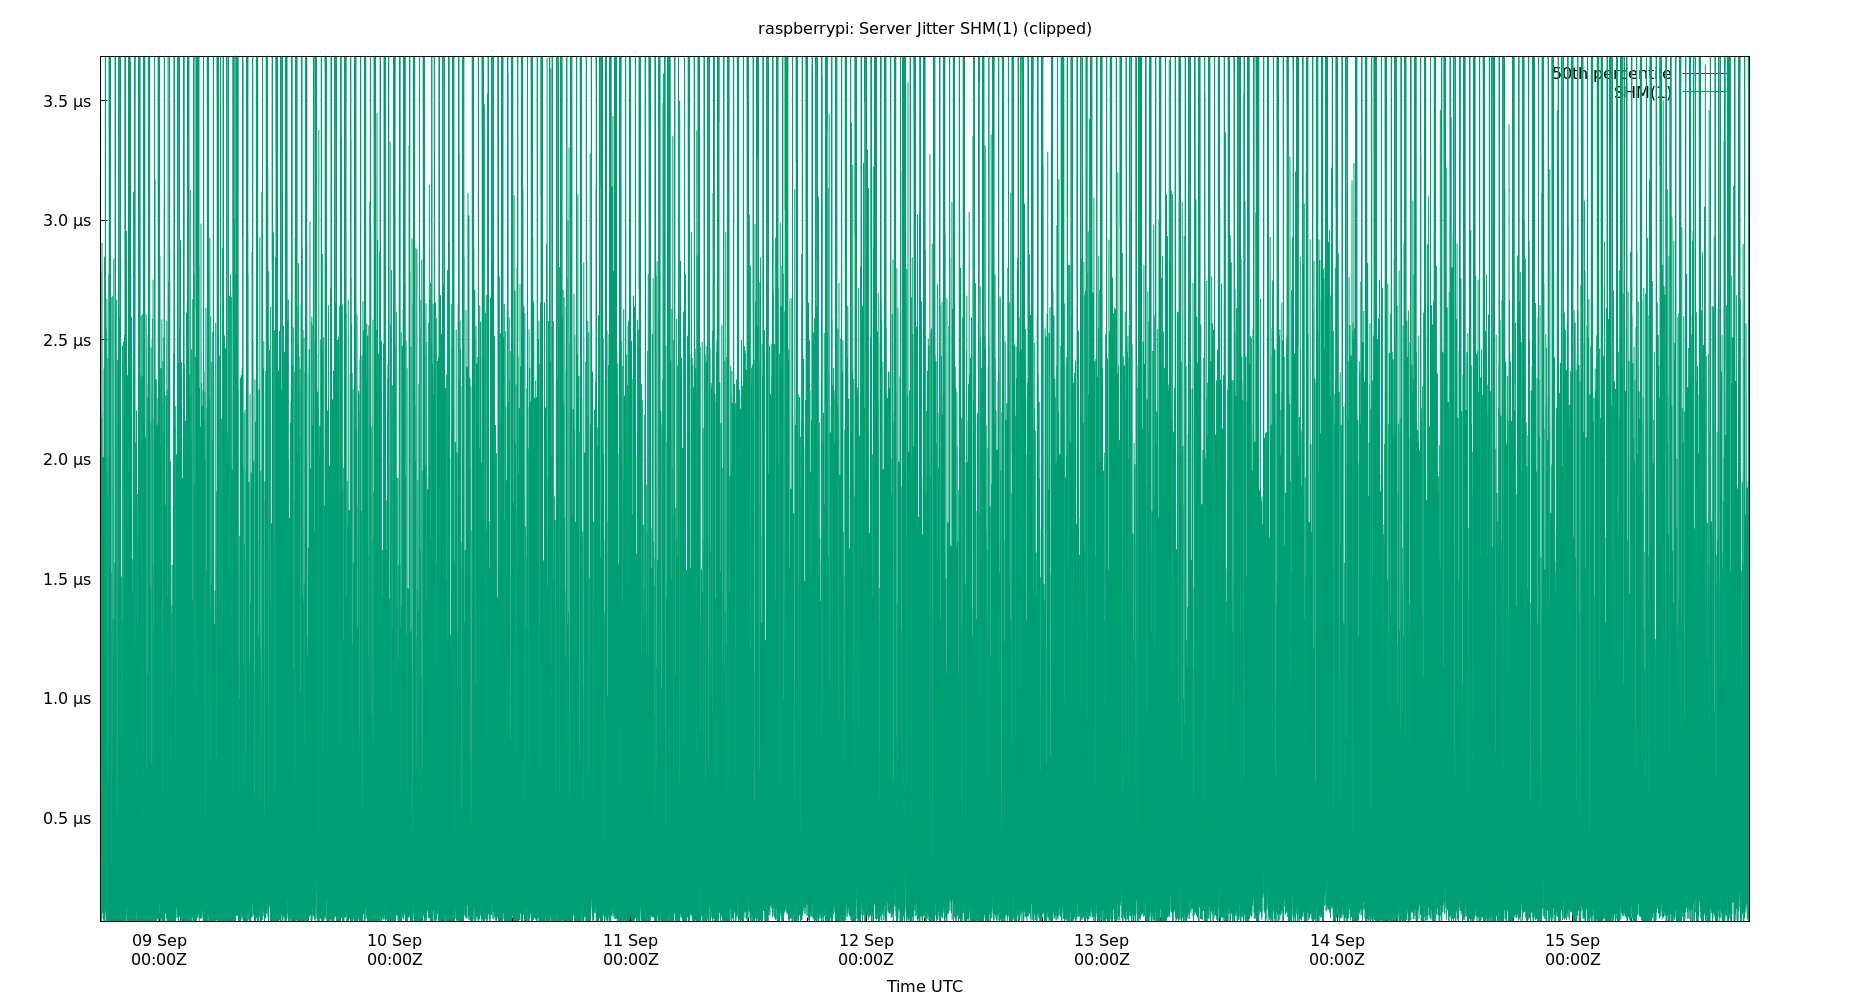 raspberrypi: Server Jitter SHM(1) (clipped)
50th percentile
SHM(1)
3.5 µs
3.0 µs
2.5 µs
2.0 µs
1.5 µs
1.0 µs
0.5 µs
09 Sep 10 Sep 11 Sep 12 Sep 13 Sep 14 Sep 15 Sep
00:00Z 00:00Z 00:00Z 00:00Z 00:00Z 00:00Z 00:00Z
Time UTC